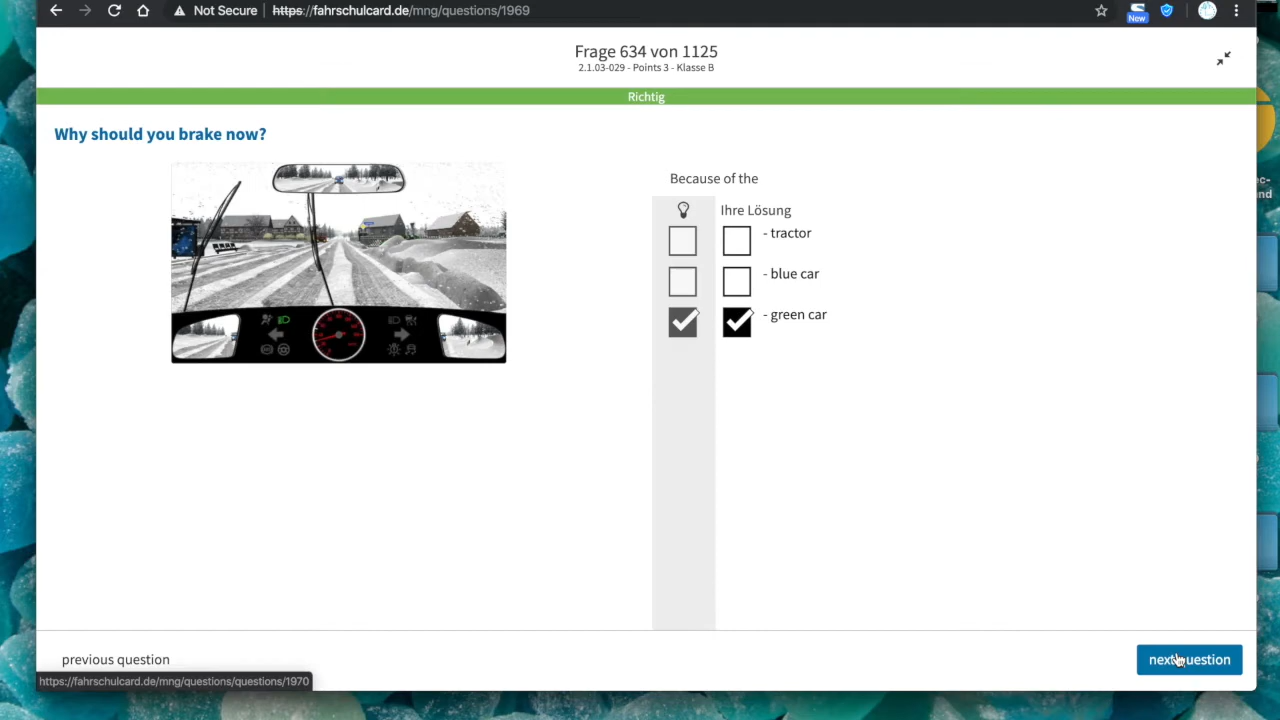 Not Secure
https://fahrschulcard.de/mng/questions/1969
New
Frage 634 von 1125
2.1.03-029 - Points 3 - Klasse B
Richtig
Why should you brake now?
Because of the
Ihre Lösung
- tractor
- blue car
- green car
previous question
next question
https://fahrschulcard.de/mng/questions/questions/1970